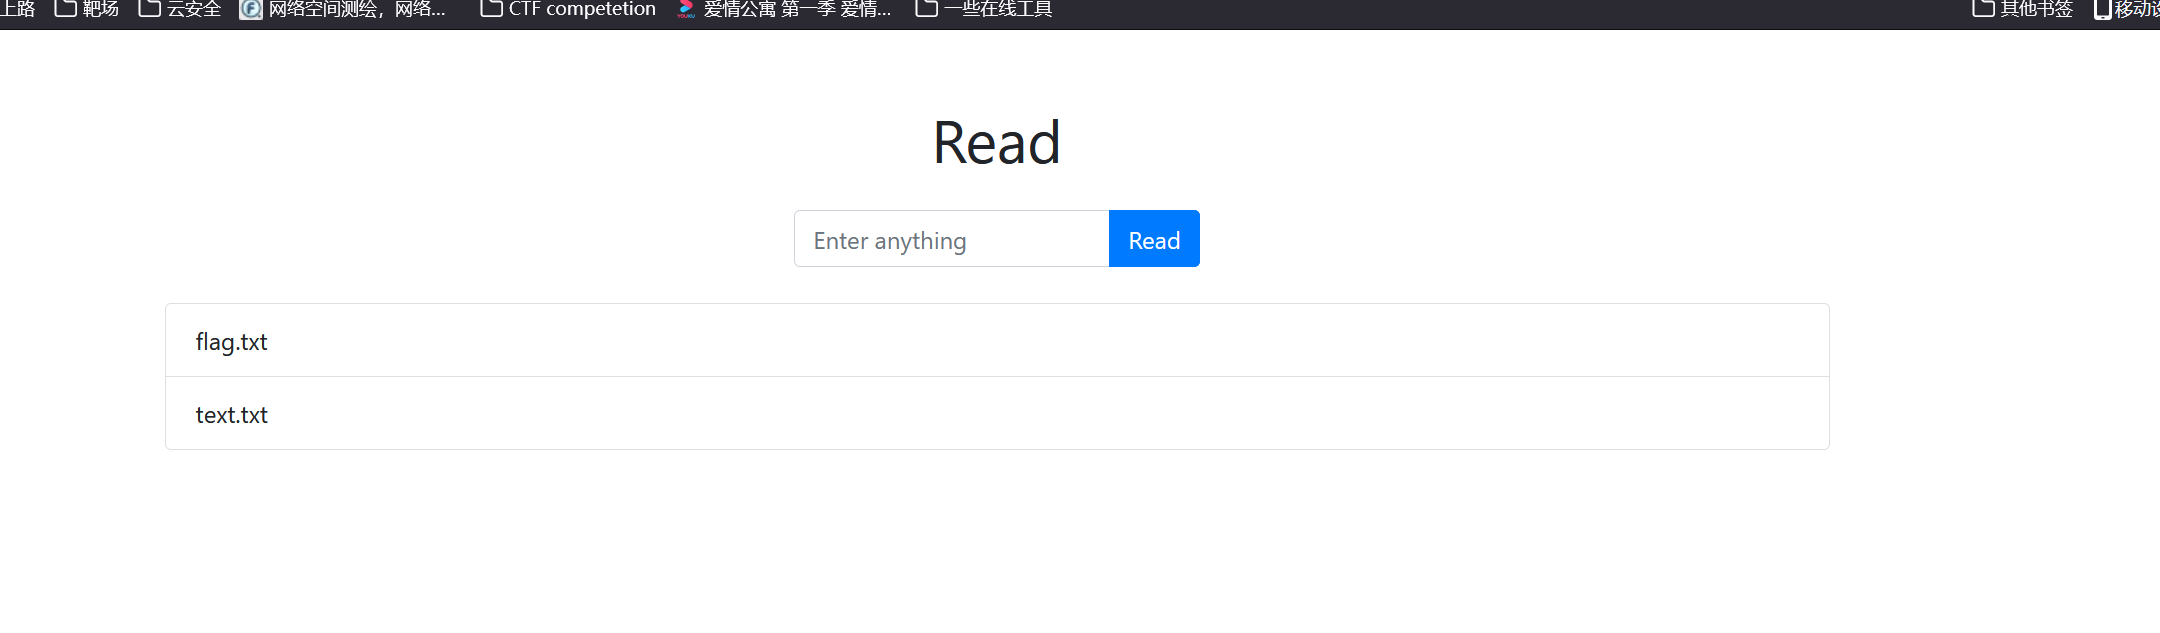 上路 靶场 云安全 网络空间测绘，网络... CTF competetion 爱情公寓 第一季 爱情... 一些在线工具 其他书签 移动设
Read
Enter anything Read
flag.txt
text.txt